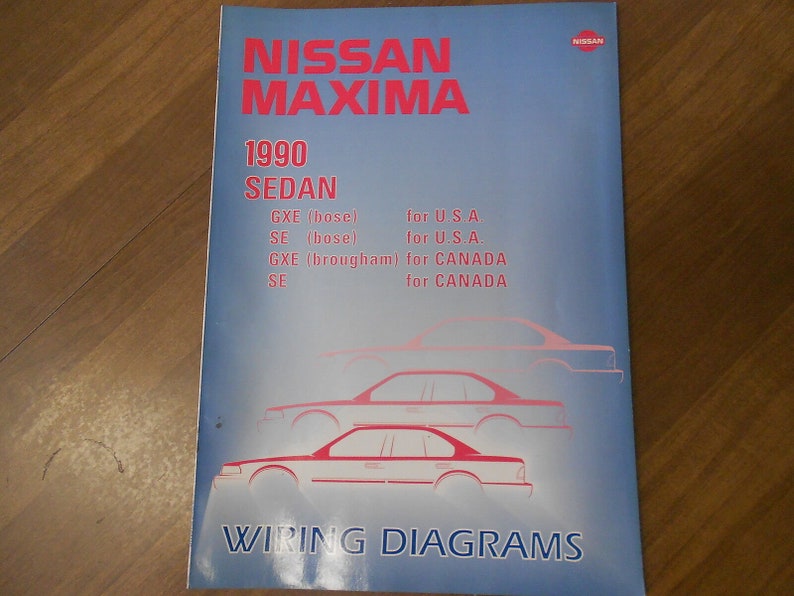 NISSAN
NISSAN
MAXIMA
1990
SEDAN
GXE (bose) for U.S.A.
SE (bose) for U.S.A.
GXE (brougham) for CANADA
SE for CANADA
WIRING DIAGRAMS